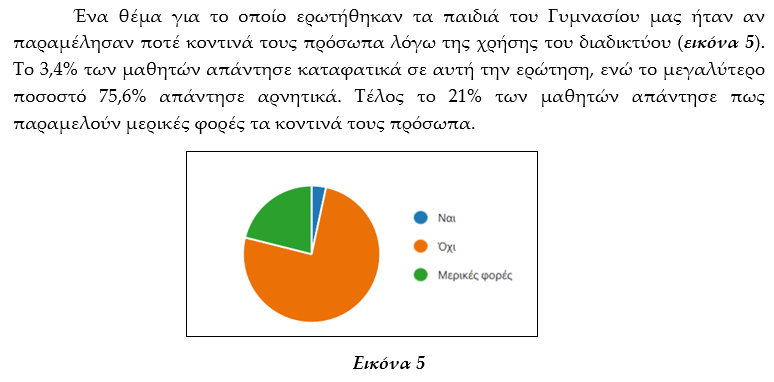 Ένα θέμα για το οποίο ερωτήθηκαν τα παιδιά του Γυμνασίου μας ήταν αν
παραμέλησαν ποτέ κοντινά τους πρόσωπα λόγω της χρήσης του διαδικτύου (εικόνα 5).
Το 3,4% των μαθητών απάντησε καταφατικά σε αυτή την ερώτηση, ενώ το μεγαλύτερο
ποσοστό 75,6% απάντησε αρνητικά. Τέλος το 21% των μαθητών απάντησε πως
παραμελούν μερικές φορές τα κοντινά τους πρόσωπα.
Ναι
Όχι
Μερικές φορές
Εικόνα 5